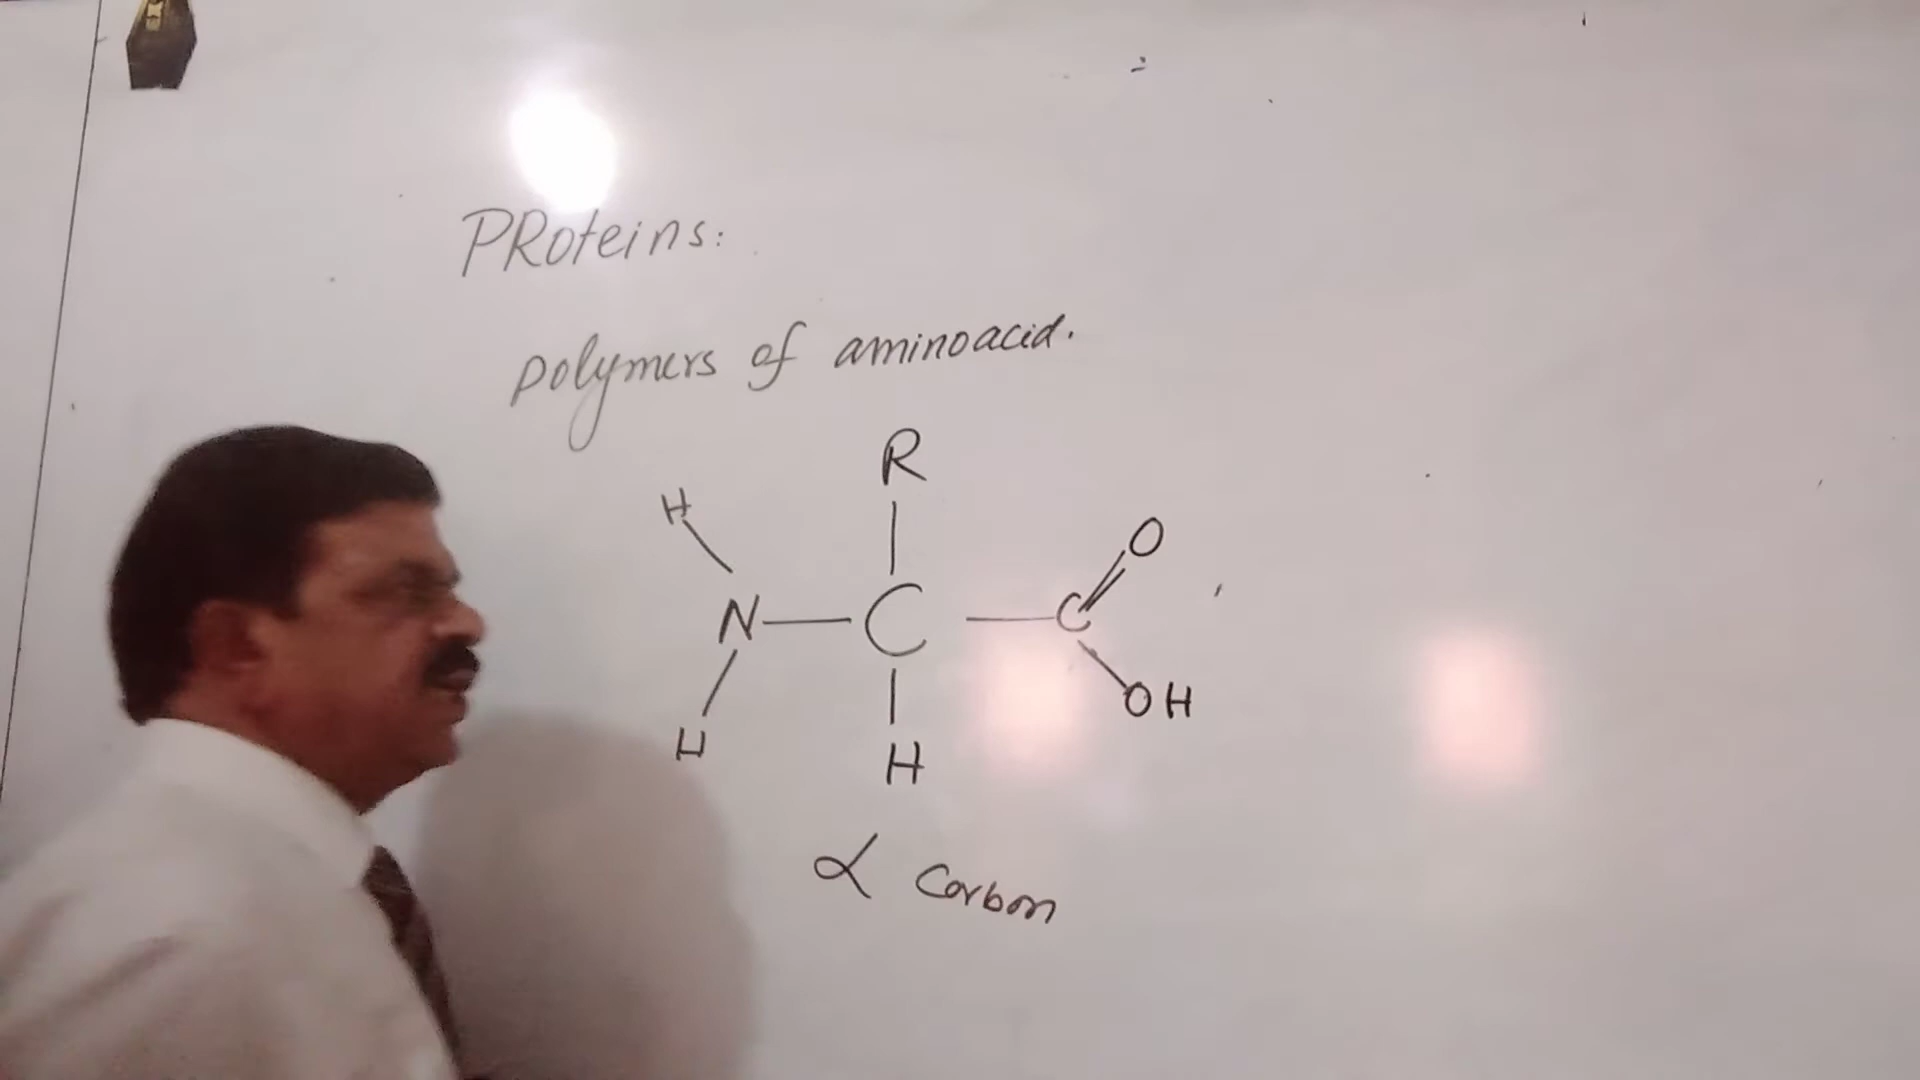 PRoteins:
polymers of aminoacid.
R
H
O
N — C — C
OH
H
H
α Carbon